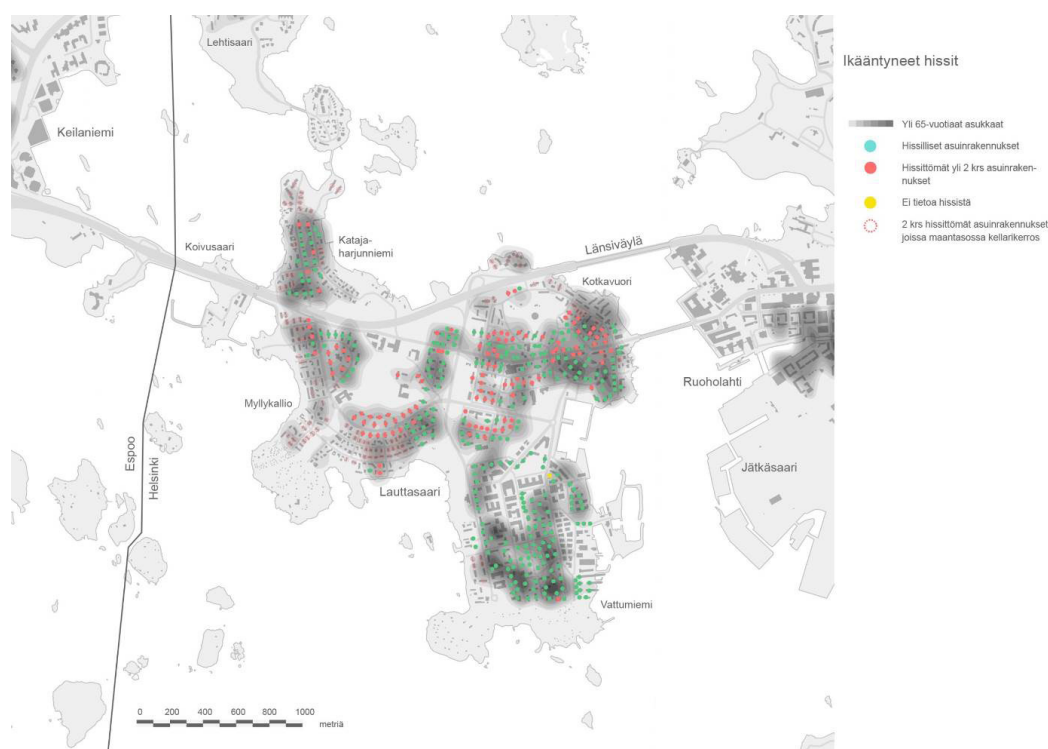 Ikääntyneet hissit
Yli 65-vuotiaat asukkaat
Hissilliset asuinrakennukset
Hissittömät yli 2 krs asuinraken-
nukset
Ei tietoa hissistä
2 krs hissittömät asuinrakennukset
joissa maantasossa kellarikerros
Lehtisaari
Keilaniemi
Koivusaari
Kataja-
harjunniemi
Länsiväylä
Kotkavuori
Ruoholahti
Myllykallio
Espoo
Helsinki
Lauttasaari
Jätkäsaari
Vattumiemi
0 200 400 600 800 1000
metriä